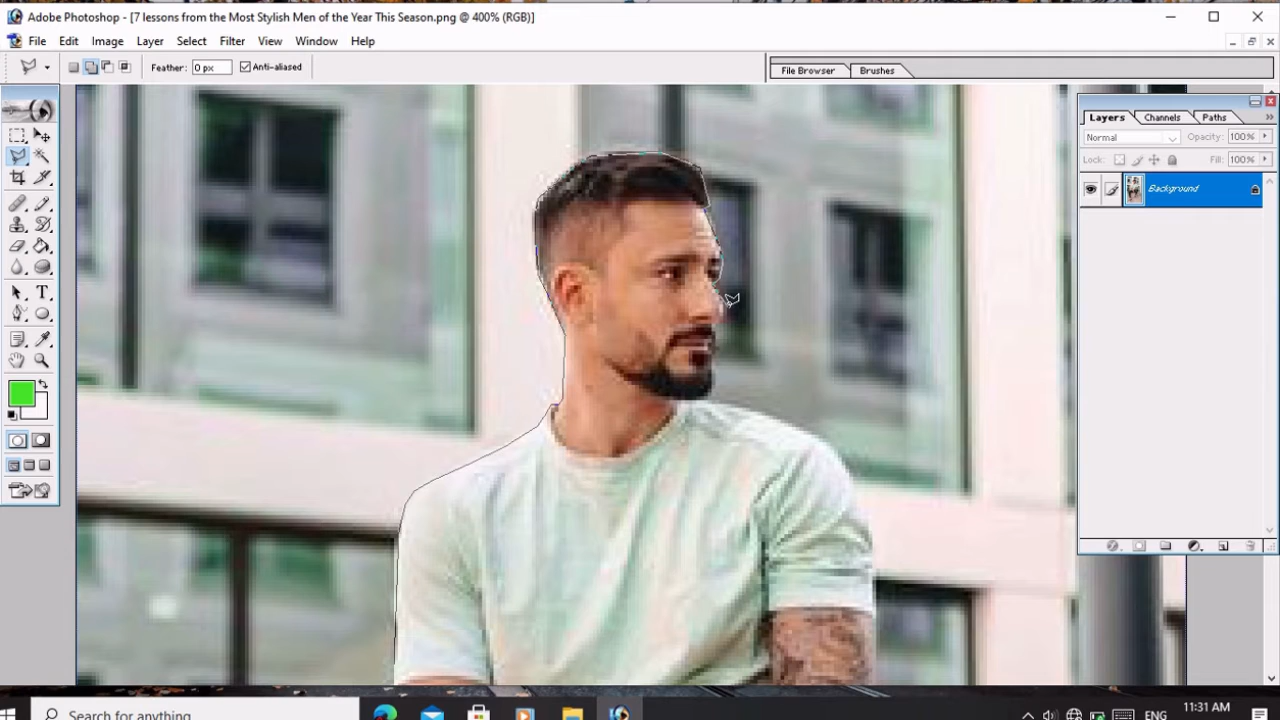 Adobe Photoshop - [7 lessons from the Most Stylish Men of the Year This Season.png @ 400% (RGB)]
File Edit Image Layer Select Filter View Window Help
Feather: 0 px Anti-aliased
File Browser Brushes
Layers Channels Paths
Normal Opacity: 100%
Lock: Fill: 100%
Background
Search for anything
ENG
11:31 AM